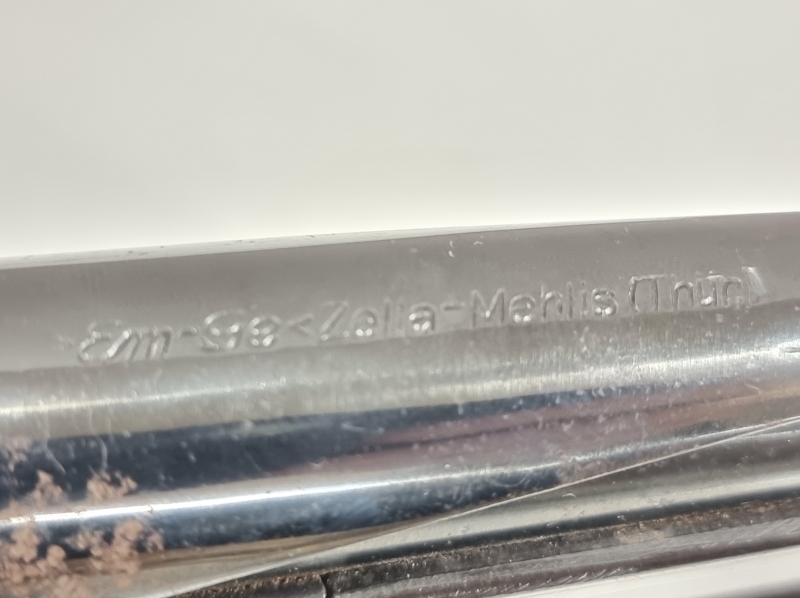 Em-Ge < Zella-Mehlis (Thür)